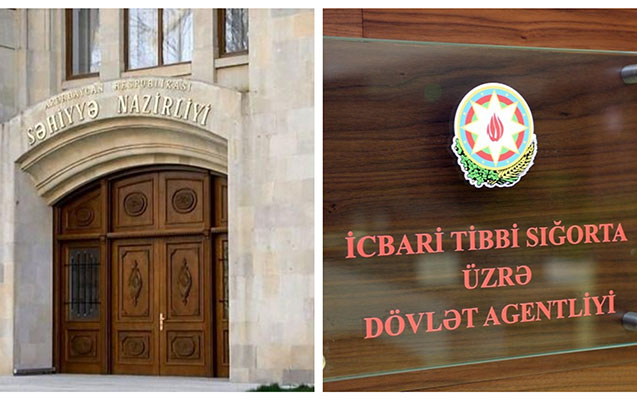 AZƏRBAYCAN RESPUBLİKASI
SƏHİYYƏ NAZİRLİYİ
İCBARİ TİBBİ SIĞORTA
ÜZRƏ
DÖVLƏT AGENTLİYİ